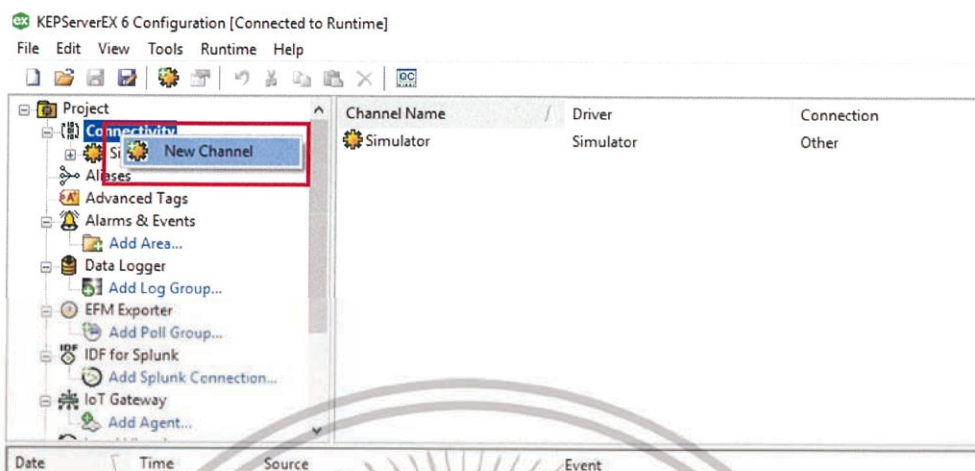 KEPServerEX 6 Configuration [Connected to Runtime]
File Edit View Tools Runtime Help
Project
Connectivity
New Channel
Aliases
Advanced Tags
Alarms & Events
Add Area...
Data Logger
Add Log Group...
EFM Exporter
Add Poll Group...
IDF for Splunk
Add Splunk Connection...
IoT Gateway
Add Agent...
Channel Name / Driver Connection
Simulator Simulator Other
Date Time Source Event